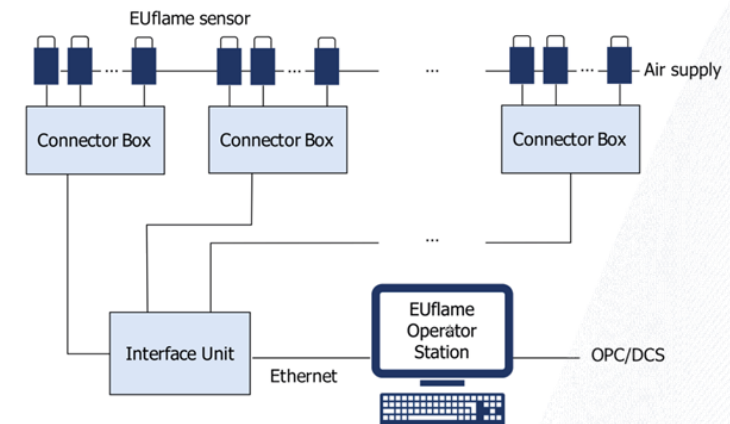 EUflame sensor
... ... ... ...
Air supply
Connector Box
Connector Box
Connector Box
...
EUflame
Operator
Station
Interface Unit
Ethernet
OPC/DCS